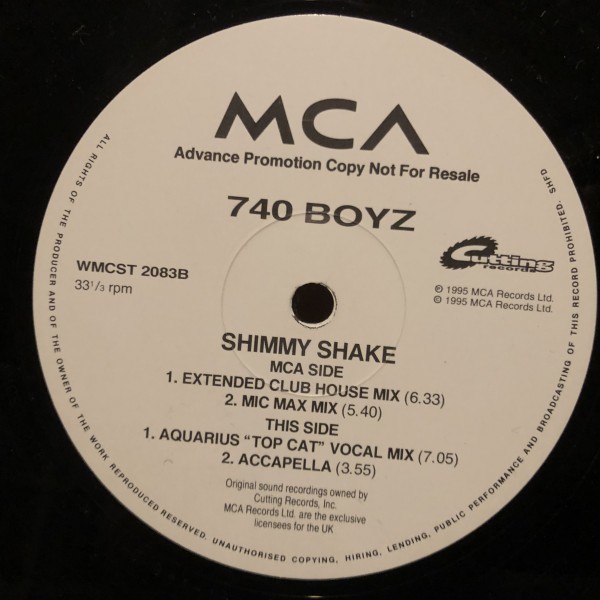 MCA
Advance Promotion Copy Not For Resale
740 BOYZ
Cutting
records
WMCST 2083B
33 1/3 rpm
℗ 1995 MCA Records Ltd.
© 1995 MCA Records Ltd.
SHIMMY SHAKE
MCA SIDE
1. EXTENDED CLUB HOUSE MIX (6.33)
2. MIC MAX MIX (5.40)
THIS SIDE
1. AQUARIUS “TOP CAT” VOCAL MIX (7.05)
2. ACCAPELLA (3.55)
Original sound recordings owned by
Cutting Records, Inc.
MCA Records Ltd. are the exclusive
licensees for the UK
ALL RIGHTS OF THE PRODUCER AND OF THE OWNER OF THE WORK REPRODUCED RESERVED. UNAUTHORISED COPYING, HIRING, LENDING, PUBLIC PERFORMANCE AND BROADCASTING OF THIS RECORD PROHIBITED. SHFD